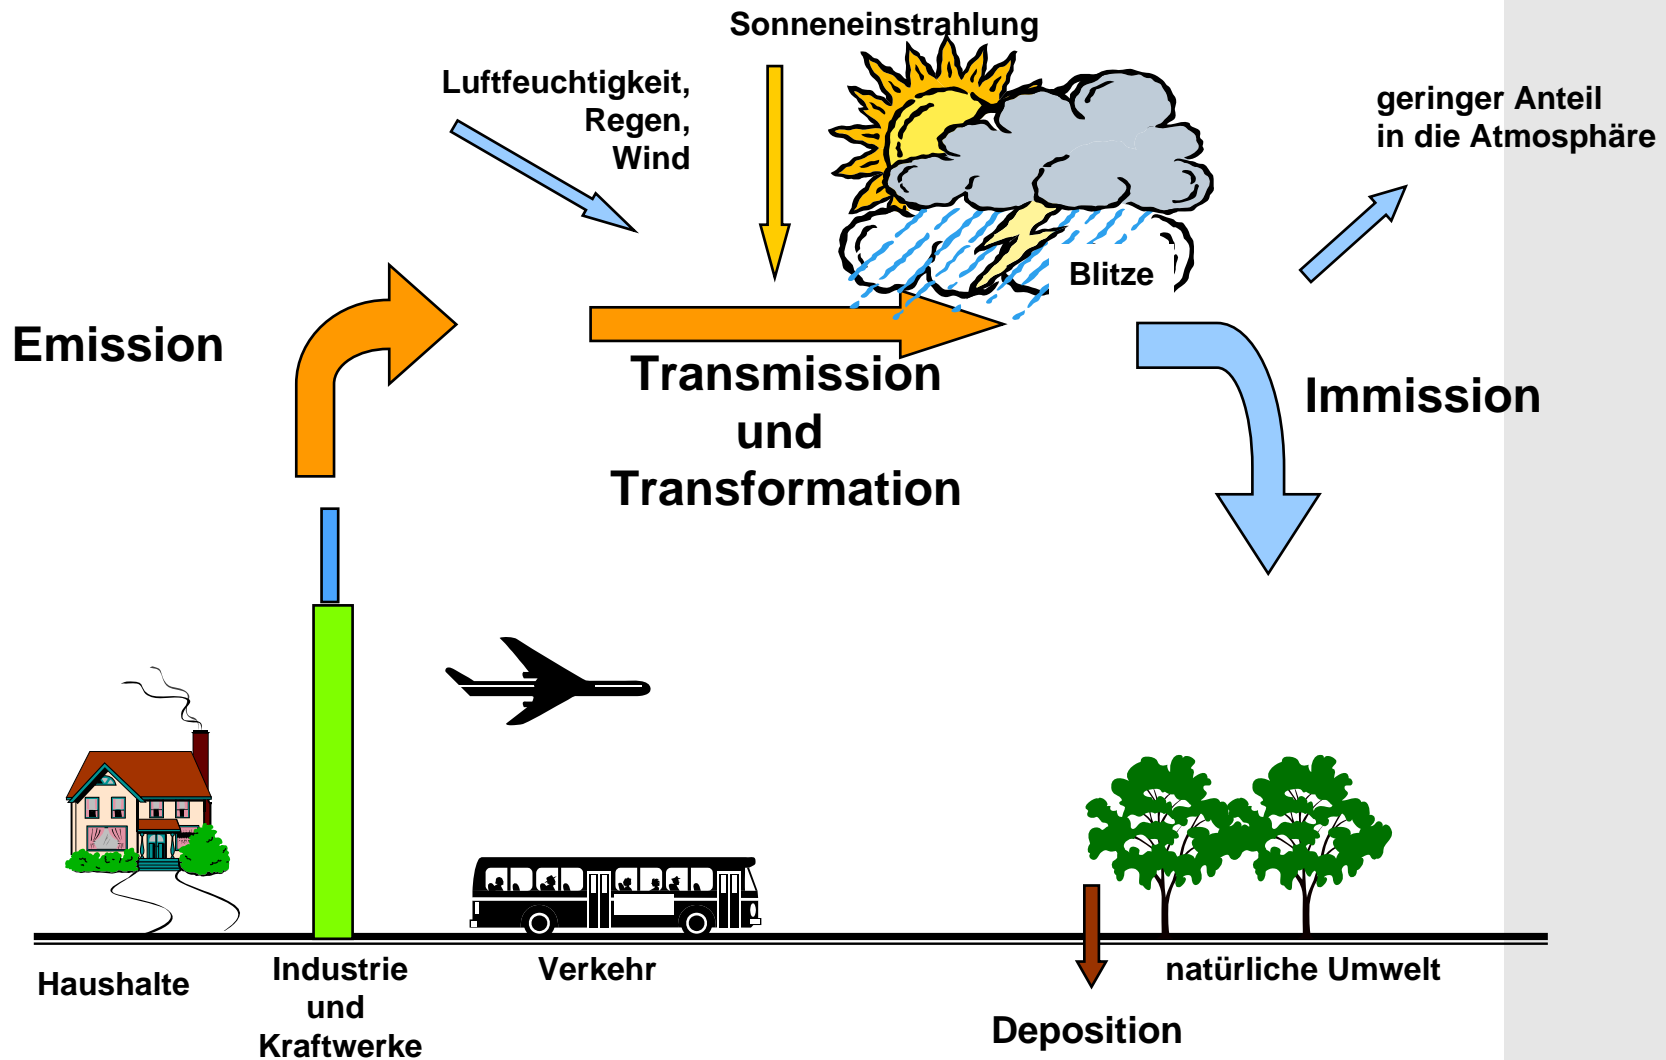 Sonneneinstrahlung
Luftfeuchtigkeit,
Regen,
Wind
geringer Anteil
in die Atmosphäre
Blitze
Emission
Transmission
und
Transformation
Immission
Haushalte
Industrie
und
Kraftwerke
Verkehr
natürliche Umwelt
Deposition